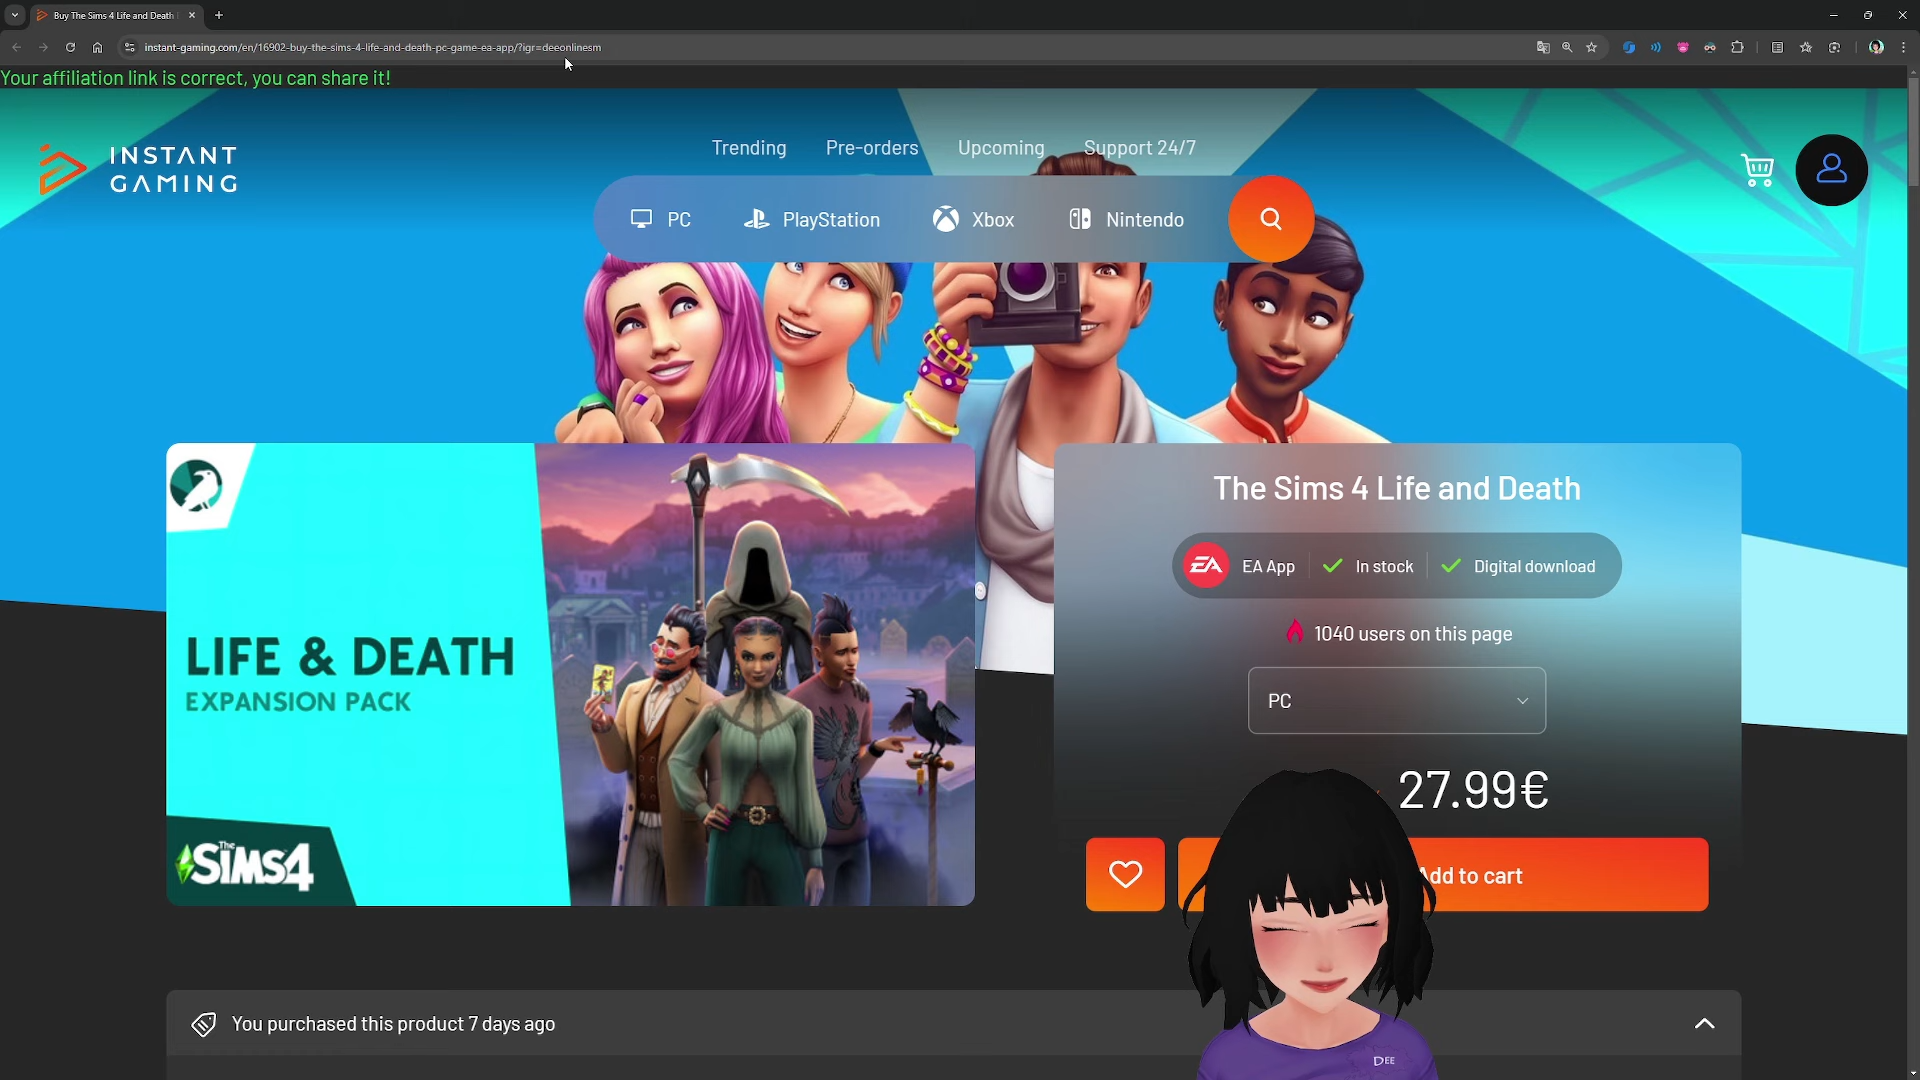 Buy The Sims 4 Life and Death
instant-gaming.com/en/16902-buy-the-sims-4-life-and-death-pc-game-ea-app/?igr=deeonlinesm
Your affiliation link is correct, you can share it!
INSTANT
GAMING
Trending Pre-orders Upcoming Support 24/7
PC PlayStation Xbox Nintendo
LIFE & DEATH
EXPANSION PACK
The SIMS4
The Sims 4 Life and Death
EA EA App In stock Digital download
1040 users on this page
PC
27.99€
Add to cart
You purchased this product 7 days ago
DEE